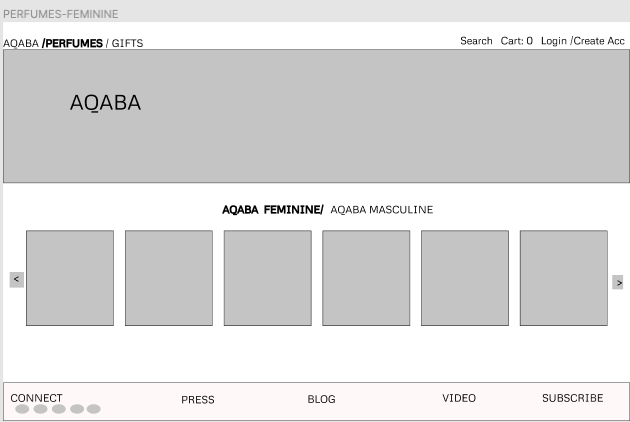 PERFUMES-FEMININE
AQABA /PERFUMES / GIFTS
Search Cart: 0 Login /Create Acc
AQABA
AQABA FEMININE/ AQABA MASCULINE
< >
CONNECT PRESS BLOG VIDEO SUBSCRIBE